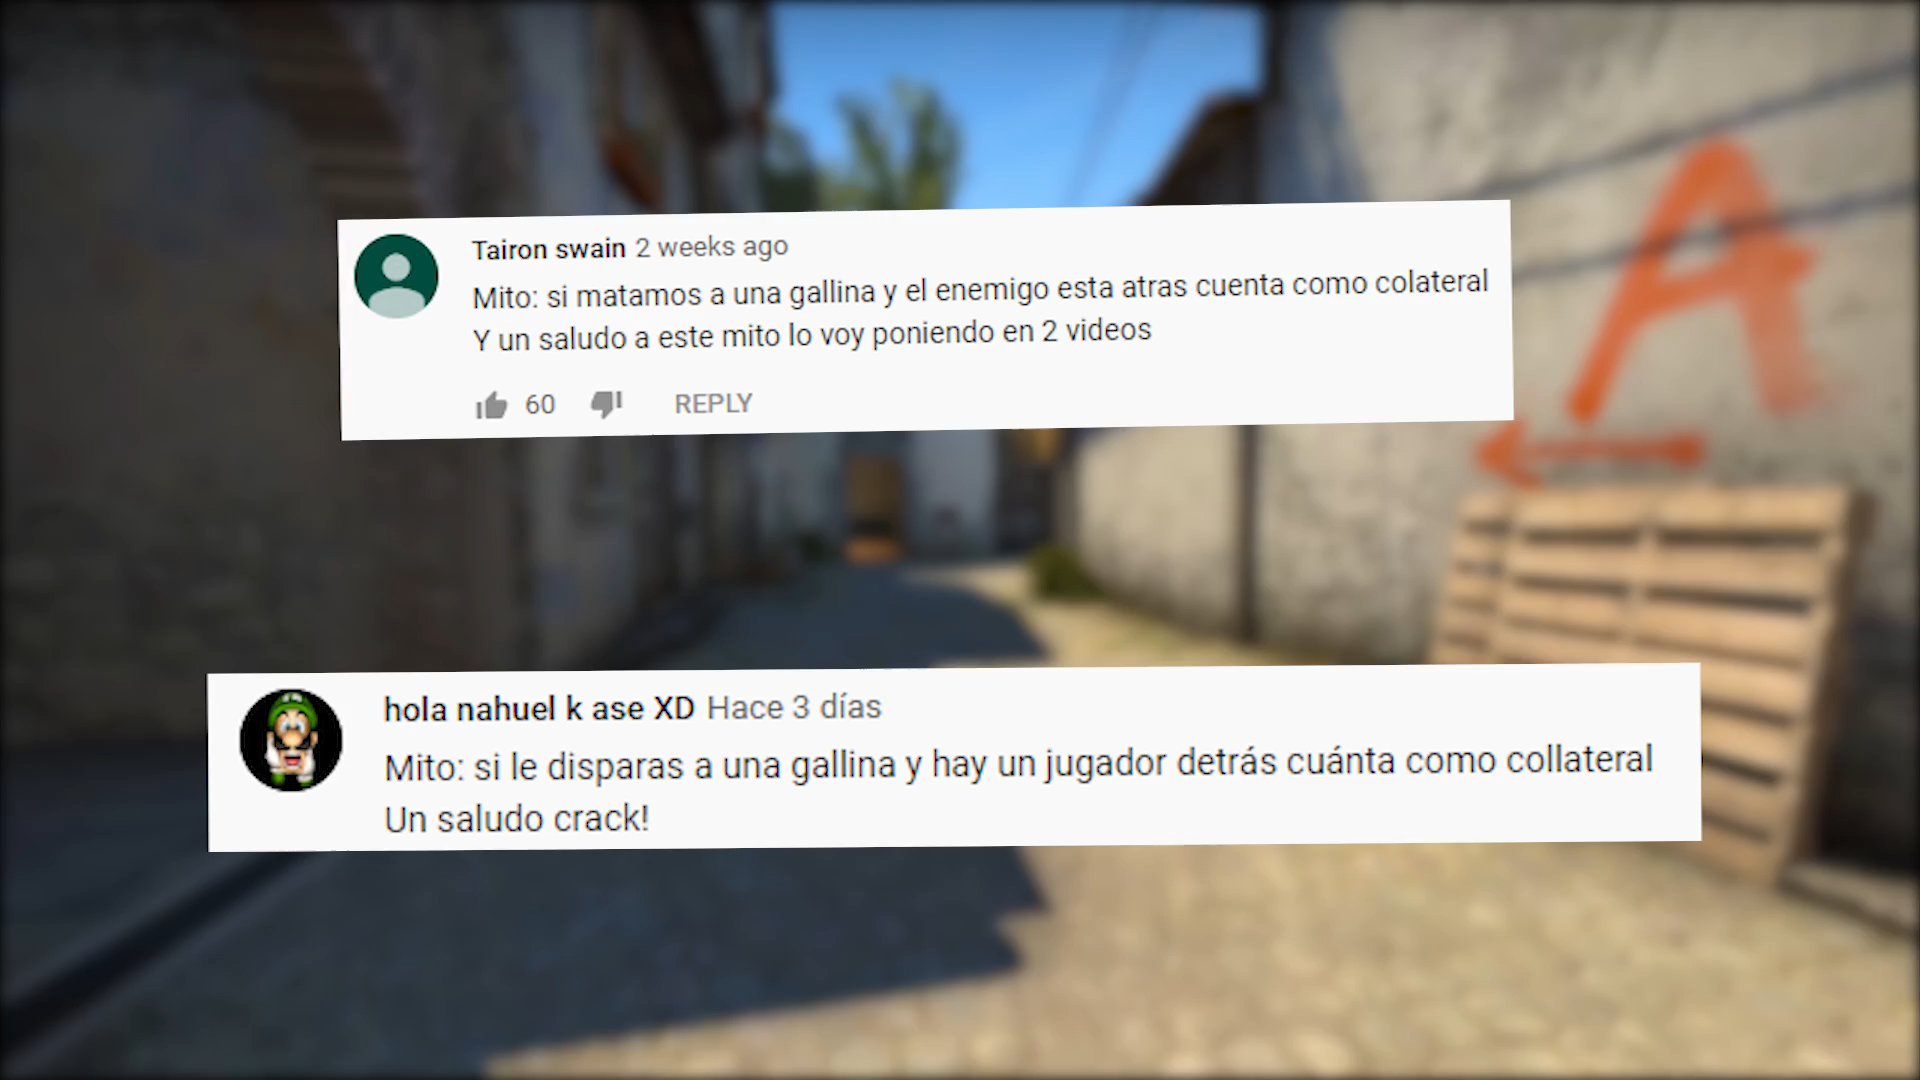 A
Tairon swain 2 weeks ago
Mito: si matamos a una gallina y el enemigo esta atras cuenta como colateral
Y un saludo a este mito lo voy poniendo en 2 videos
60 REPLY
hola nahuel k ase XD Hace 3 días
Mito: si le disparas a una gallina y hay un jugador detrás cuánta como collateral
Un saludo crack!